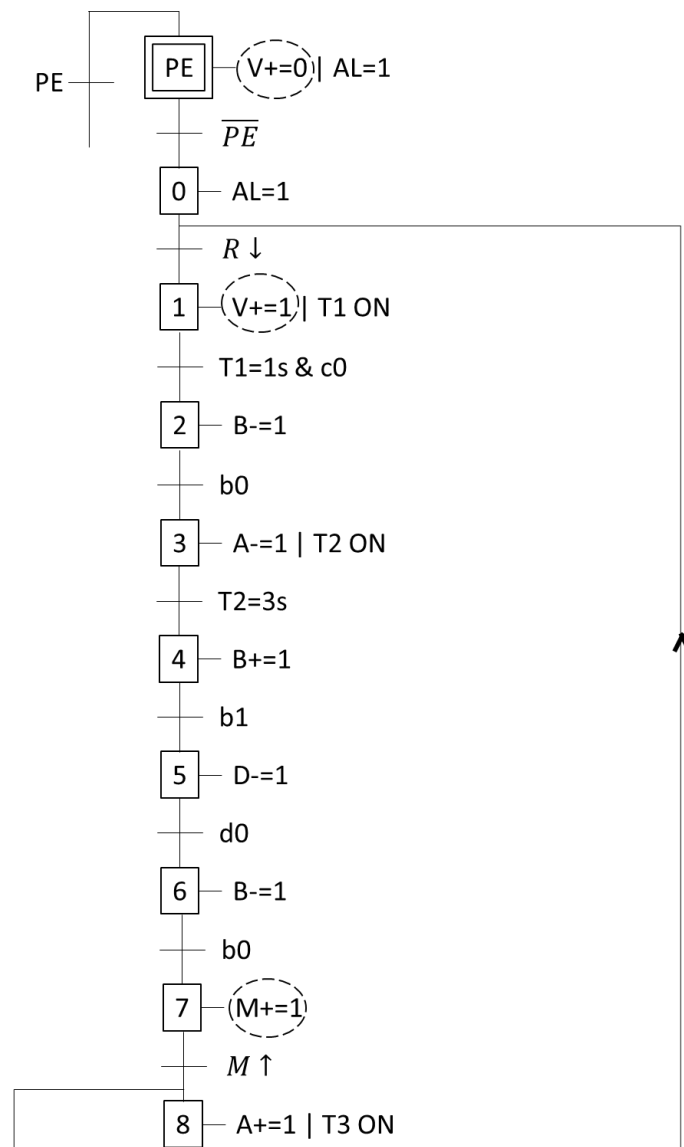 PE V+=0 | AL=1
PE
P̅E̅
0 AL=1
R ↓
1 V+=1 | T1 ON
T1=1s & c0
2 B-=1
b0
3 A-=1 | T2 ON
T2=3s
4 B+=1
b1
5 D-=1
d0
6 B-=1
b0
7 M+=1
M ↑
8 A+=1 | T3 ON